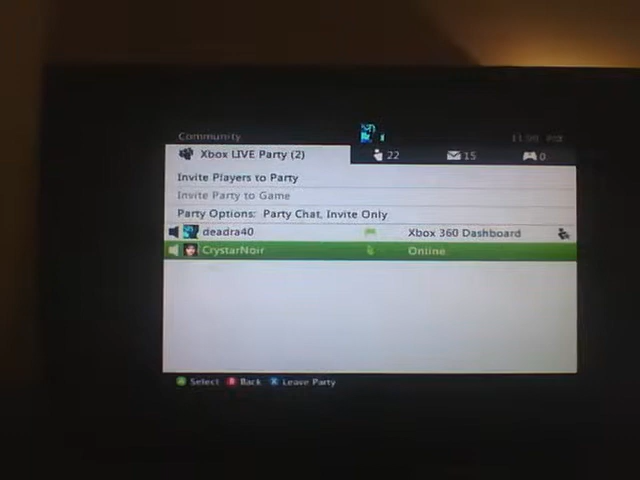 Community
Xbox LIVE Party (2)
22
15
0
Invite Players to Party
Invite Party to Game
Party Options: Party Chat, Invite Only
deadra40 Xbox 360 Dashboard
CrystarNoir Online
A Select B Back X Leave Party